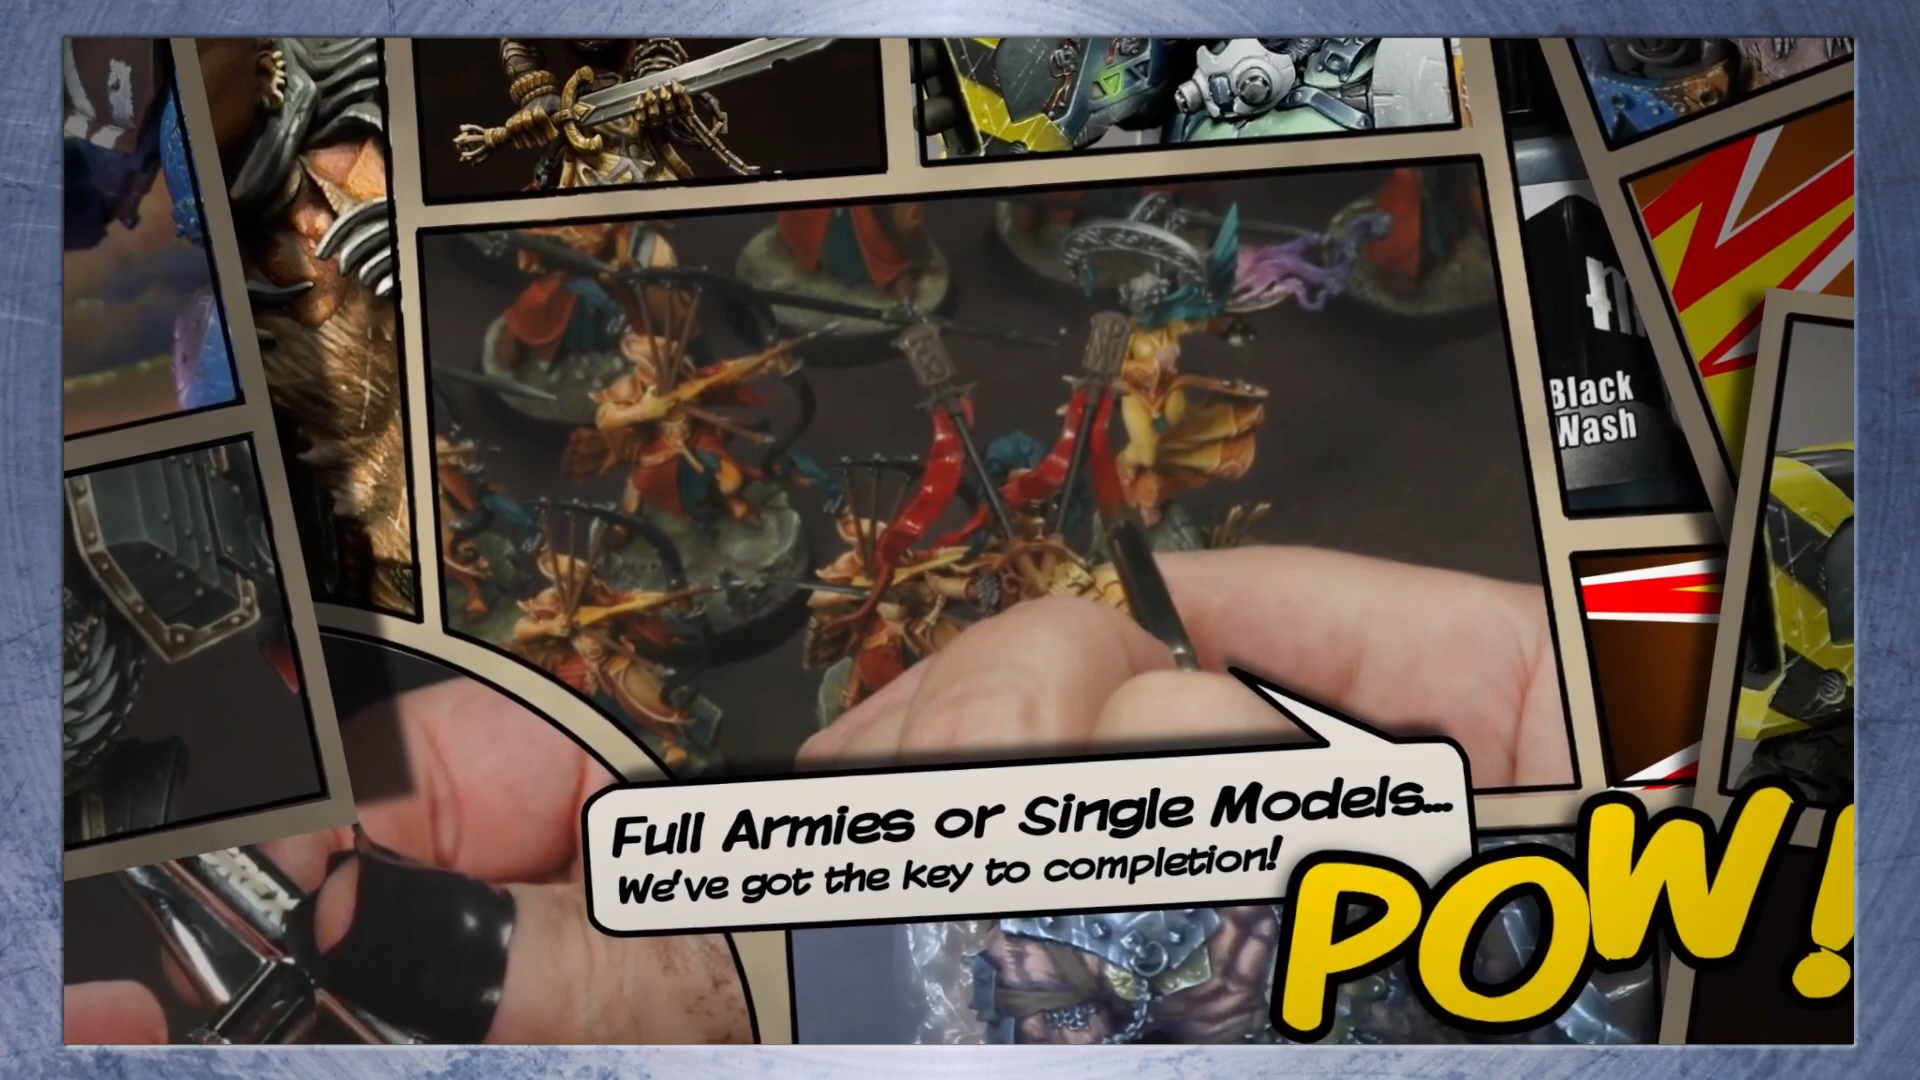 Black
Wash
Full Armies or Single Models...
We've got the key to completion!
POW!